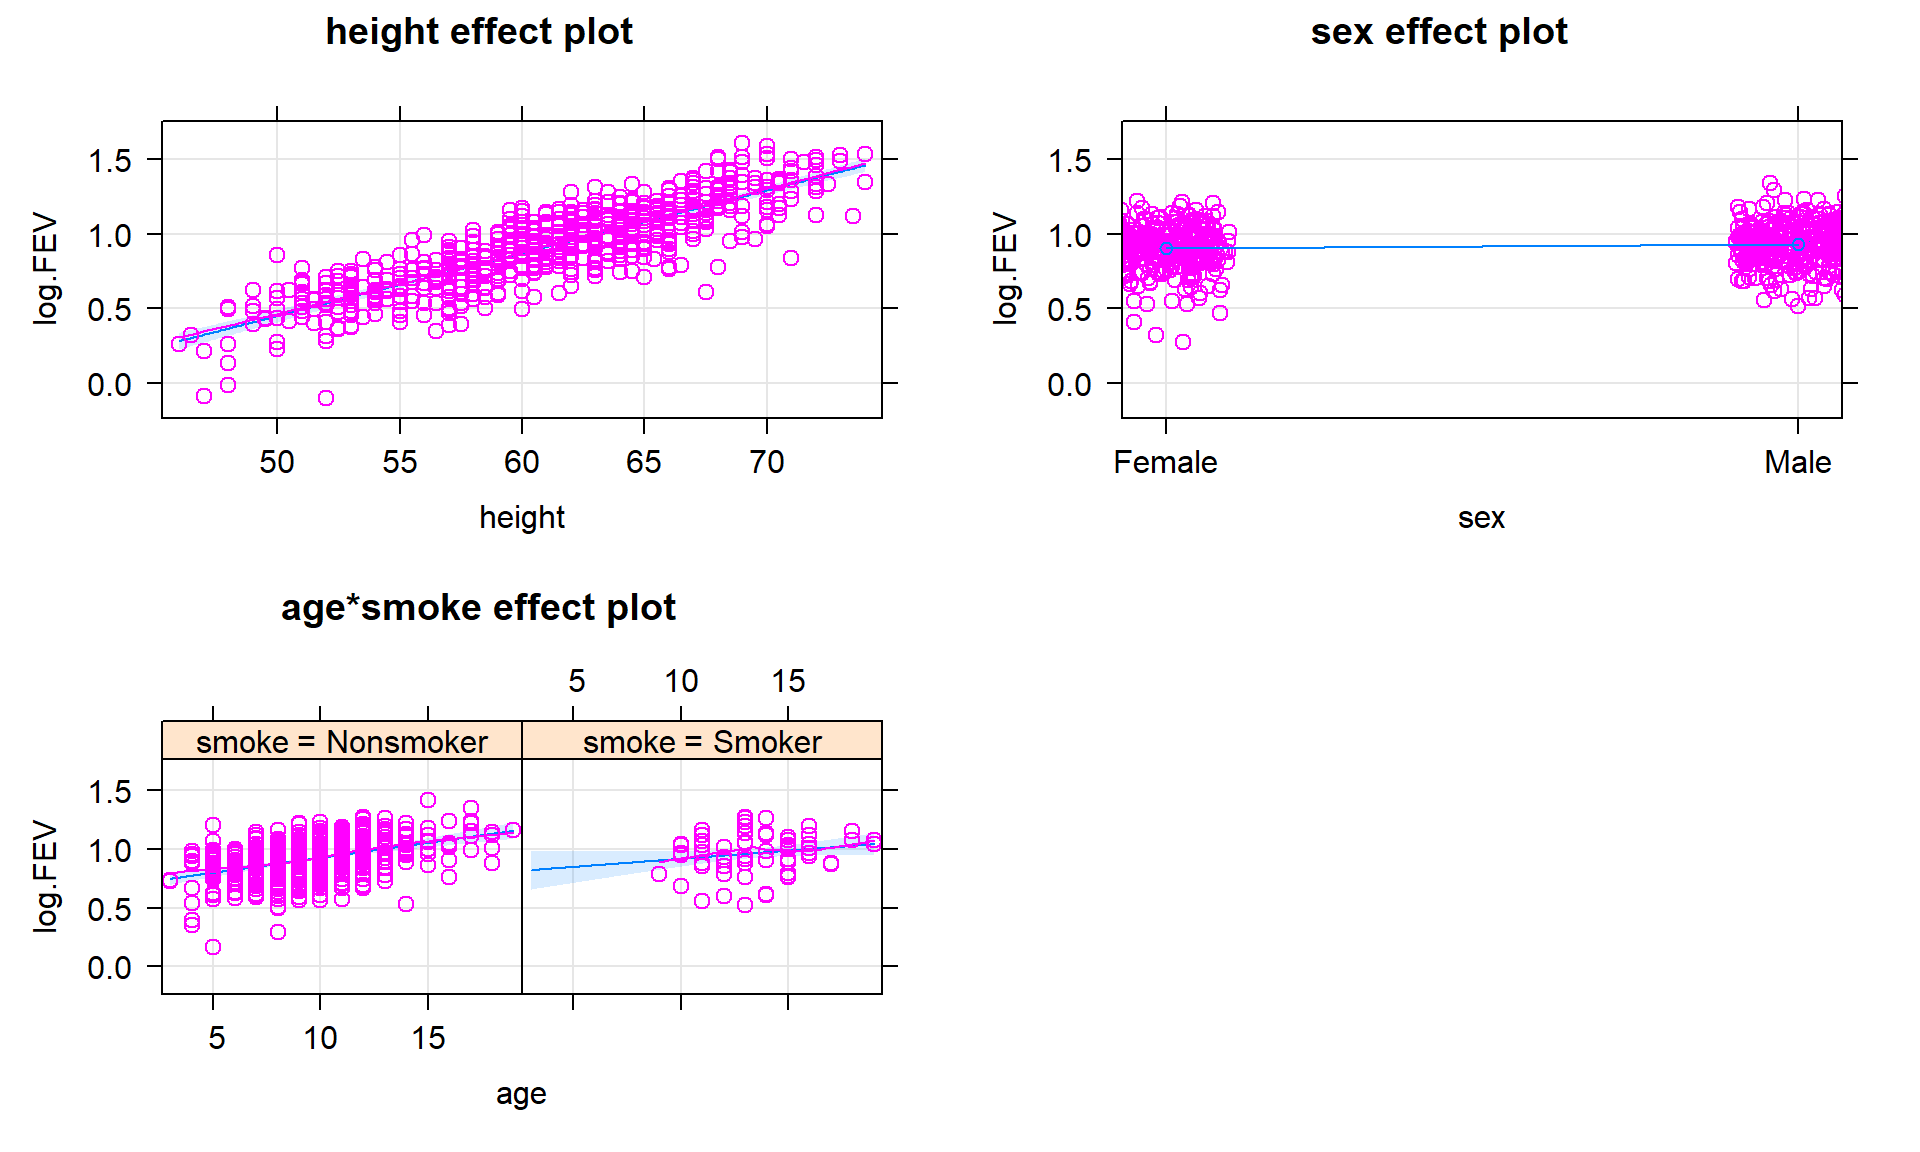 height effect plot
log.FEV
1.5
1.0
0.5
0.0
50 55 60 65 70
height
sex effect plot
log.FEV
1.5
1.0
0.5
0.0
Female Male
sex
age*smoke effect plot
5 10 15
smoke = Nonsmoker smoke = Smoker
log.FEV
1.5
1.0
0.5
0.0
5 10 15
age